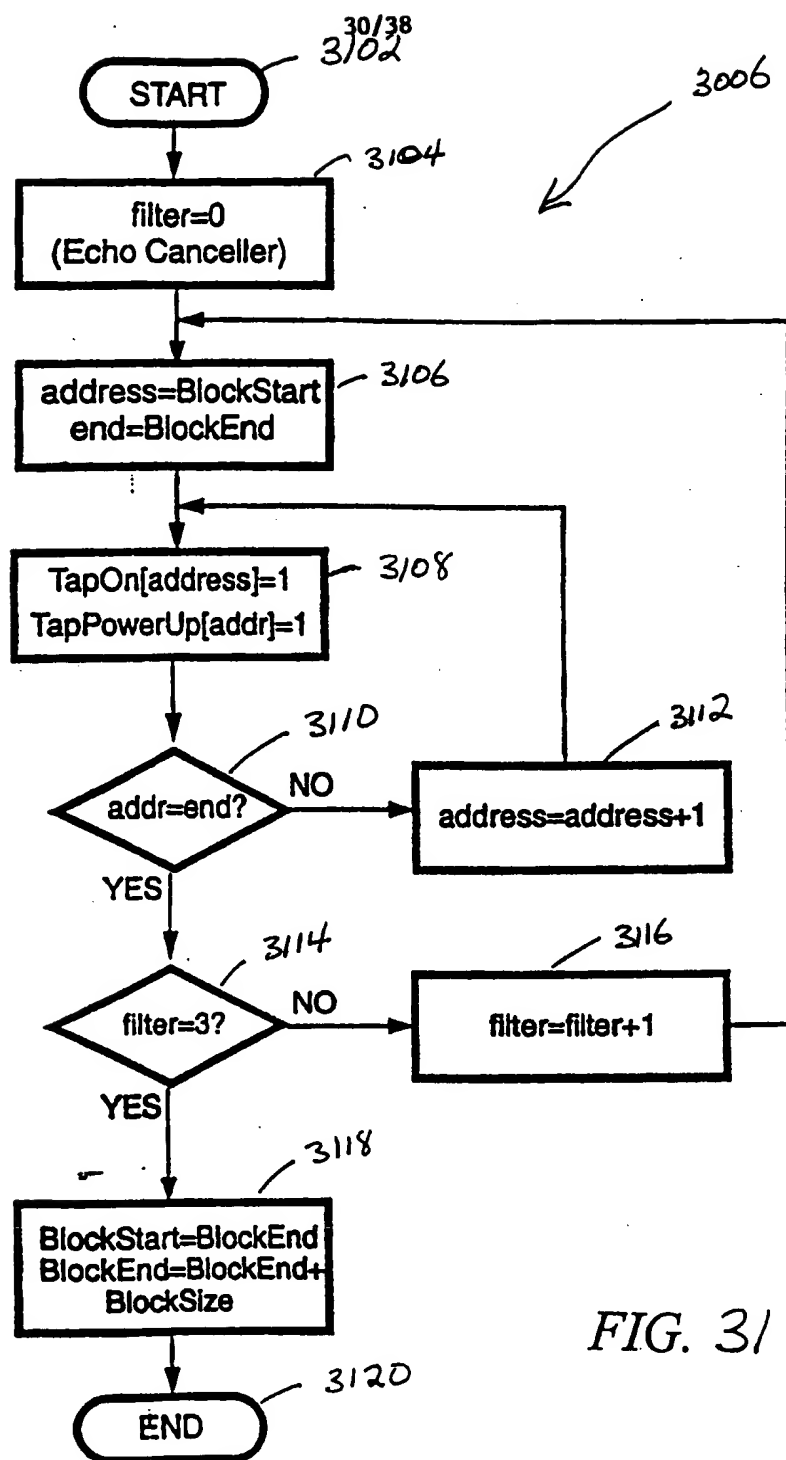 30/38
3102
START
3006
3104
filter=0
(Echo Canceller)
3106
address=BlockStart
end=BlockEnd
3108
TapOn[address]=1
TapPowerUp[addr]=1
3110
3112
addr=end?
NO
address=address+1
YES
3114
3116
filter=3?
NO
filter=filter+1
YES
3118
BlockStart=BlockEnd
BlockEnd=BlockEnd+
BlockSize
FIG. 31
3120
END